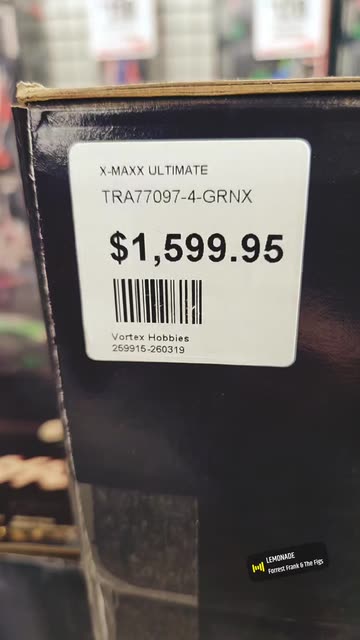 X-MAXX ULTIMATE
TRA77097-4-GRNX
$1,599.95
Vortex Hobbies
259915-260319
LEMONADE
Forrest Frank & The Figs